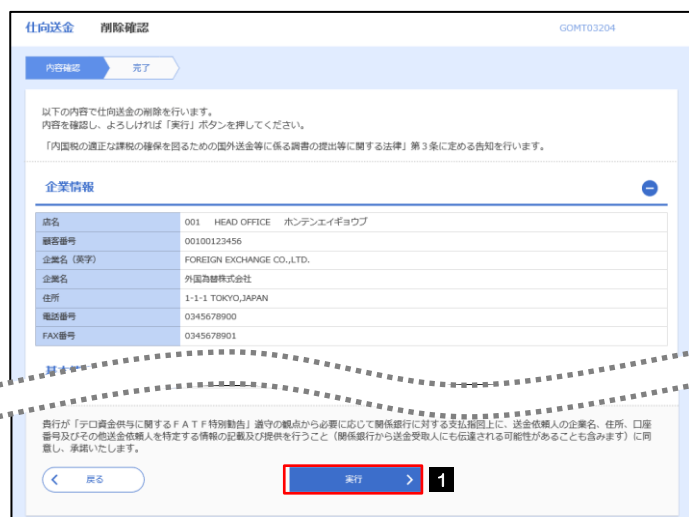 仕向送金 削除確認 GOMT03204
内容確認 完了
以下の内容で仕向送金の削除を行います。
内容を確認し、よろしければ「実行」ボタンを押してください。
「内国税の適正な課税の確保を図るための国外送金等に係る調書の提出等に関する法律」第3条に定める告知を行います。
企業情報
店名 001 HEAD OFFICE ホンテンエイギョウブ
顧客番号 00100123456
企業名（英字） FOREIGN EXCHANGE CO.,LTD.
企業名 外国為替株式会社
住所 1-1-1 TOKYO,JAPAN
電話番号 0345678900
FAX番号 0345678901
貴行が「テロ資金供与に関するＦＡＴＦ特別勧告」遵守の観点から必要に応じて関係銀行に対する支払指図上に、送金依頼人の企業名、住所、口座
番号及びその他送金依頼人を特定する情報の記載及び提供を行うこと（関係銀行から送金受取人にも伝達される可能性があることも含みます）に同
意し、承諾いたします。
戻る 実行 1